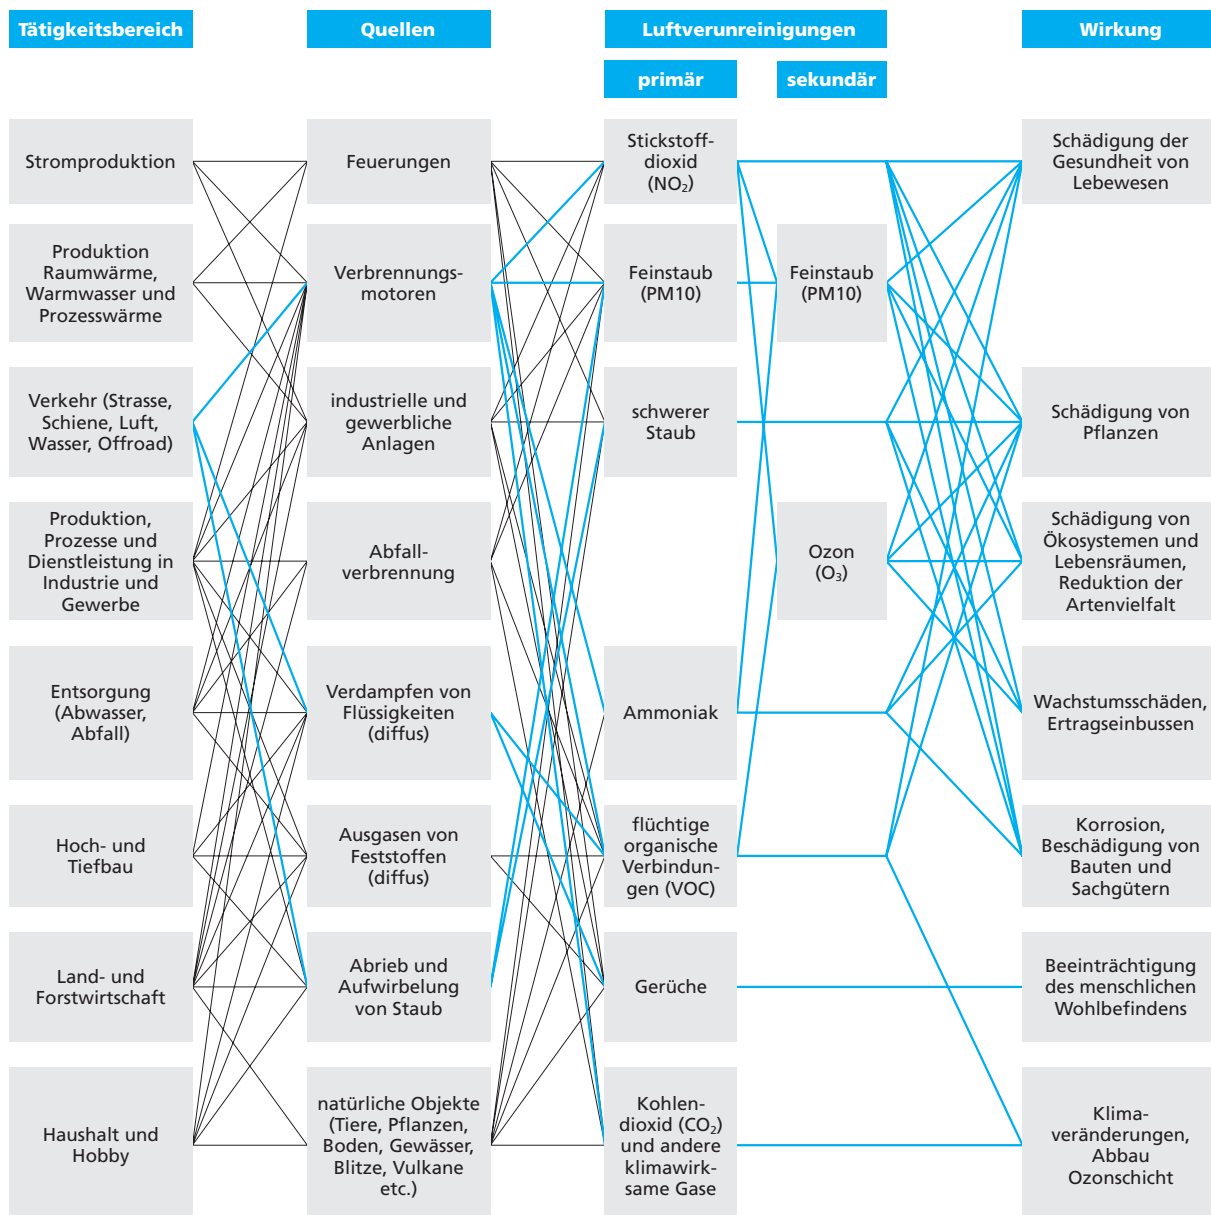 Tätigkeitsbereich
Quellen
Luftverunreinigungen
Wirkung
primär
sekundär
Stromproduktion
Produktion
Raumwärme,
Warmwasser und
Prozesswärme
Verkehr (Strasse,
Schiene, Luft,
Wasser, Offroad)
Produktion,
Prozesse und
Dienstleistung in
Industrie und
Gewerbe
Entsorgung
(Abwasser,
Abfall)
Hoch- und
Tiefbau
Land- und
Forstwirtschaft
Haushalt und
Hobby
Feuerungen
Verbrennungs-
motoren
industrielle und
gewerbliche
Anlagen
Abfall-
verbrennung
Verdampfen von
Flüssigkeiten
(diffus)
Ausgasen von
Feststoffen
(diffus)
Abrieb und
Aufwirbelung
von Staub
natürliche Objekte
(Tiere, Pflanzen,
Boden, Gewässer,
Blitze, Vulkane
etc.)
Stickstoff-
dioxid
(NO₂)
Feinstaub
(PM10)
schwerer
Staub
Ammoniak
flüchtige
organische
Verbindun-
gen (VOC)
Gerüche
Kohlen-
dioxid (CO₂)
und andere
klimawirk-
same Gase
Feinstaub
(PM10)
Ozon
(O₃)
Schädigung der
Gesundheit von
Lebewesen
Schädigung von
Pflanzen
Schädigung von
Ökosystemen und
Lebensräumen,
Reduktion der
Artenvielfalt
Wachstumsschäden,
Ertragseinbussen
Korrosion,
Beschädigung von
Bauten und
Sachgütern
Beeinträchtigung
des menschlichen
Wohlbefindens
Klima-
veränderungen,
Abbau
Ozonschicht